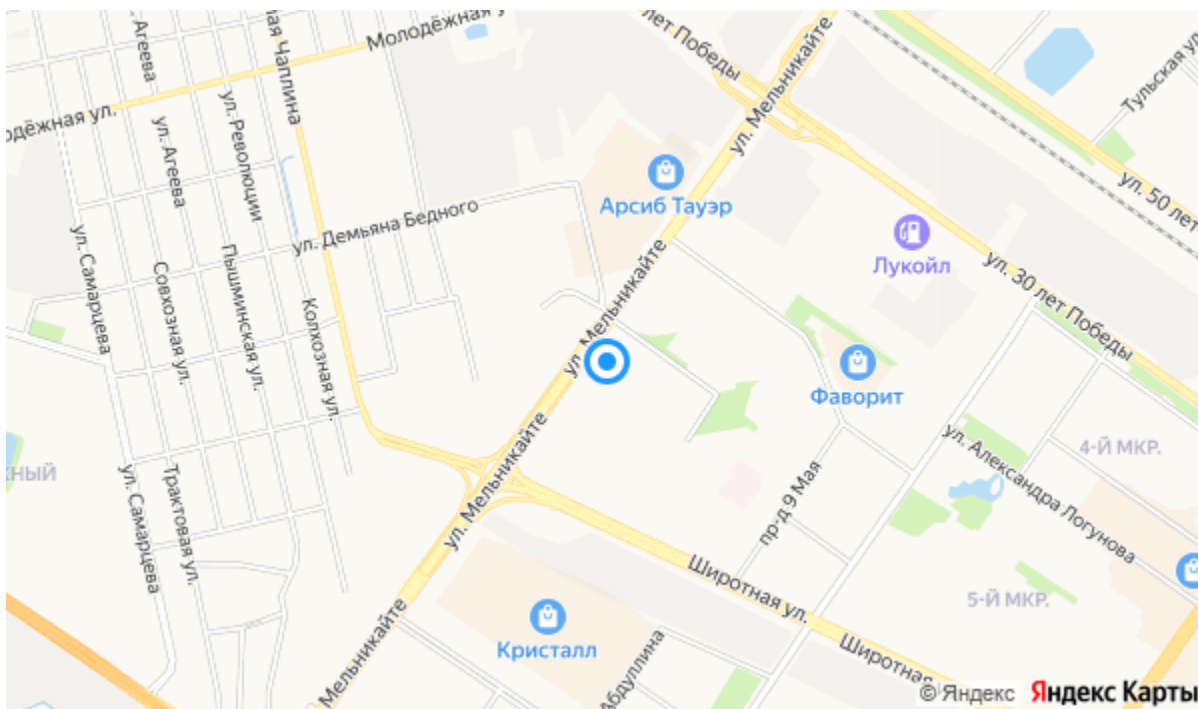 Молодёжная у
лет Победы
ул. Мельникайте
Тульская ул
ул. Агеева
ная Чаплина
одёжная ул.
ул. Агеева
ул. Революции
ул. Мельникайте
ул. 50 лет
Арсиб Тауэр
ул. Демьяна Бедного
Лукойл
ул. 30 лет Победы
ул. Самарцева
Совхозная ул.
Пышминская ул.
Колхозная ул.
ул. Мельникайте
Фаворит
4-Й МКР.
ул. Александра Логунова
ЖНЫЙ
ул. Самарцева
Трактовая ул.
ул. Мельникайте
пр-д 9 Мая
Широтная ул.
5-Й МКР.
Кристалл
Мельникайте
Абдуллина
Широтная
© Яндекс Яндекс Карты